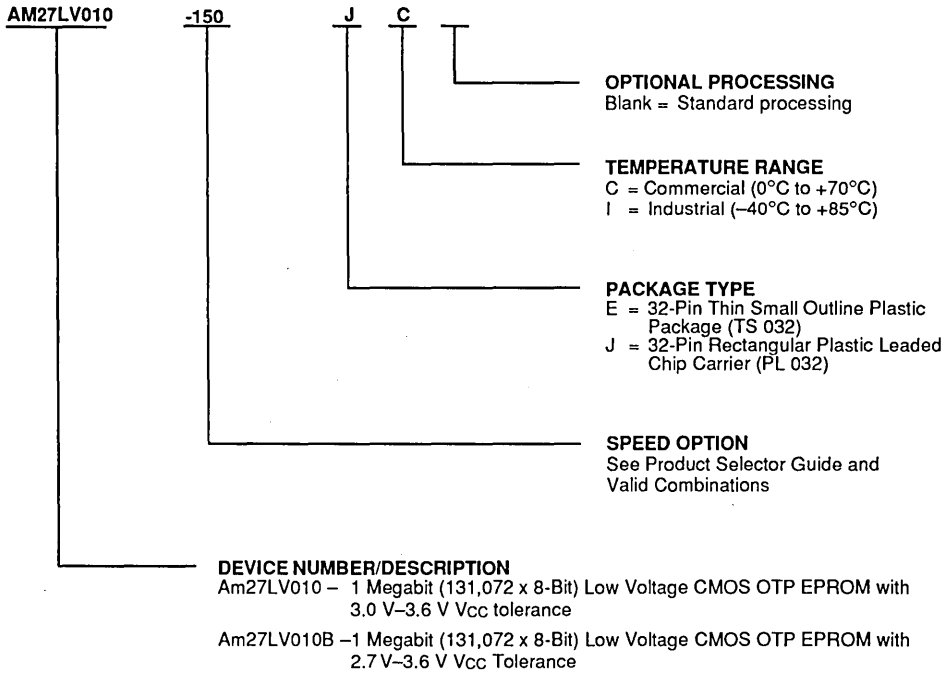 AM27LV010 -150 J C
OPTIONAL PROCESSING
Blank = Standard processing
TEMPERATURE RANGE
C = Commercial (0°C to +70°C)
I = Industrial (–40°C to +85°C)
PACKAGE TYPE
E = 32-Pin Thin Small Outline Plastic
Package (TS 032)
J = 32-Pin Rectangular Plastic Leaded
Chip Carrier (PL 032)
SPEED OPTION
See Product Selector Guide and
Valid Combinations
DEVICE NUMBER/DESCRIPTION
Am27LV010 – 1 Megabit (131,072 x 8-Bit) Low Voltage CMOS OTP EPROM with
3.0 V–3.6 V VCC tolerance
Am27LV010B –1 Megabit (131,072 x 8-Bit) Low Voltage CMOS OTP EPROM with
2.7 V–3.6 V VCC Tolerance